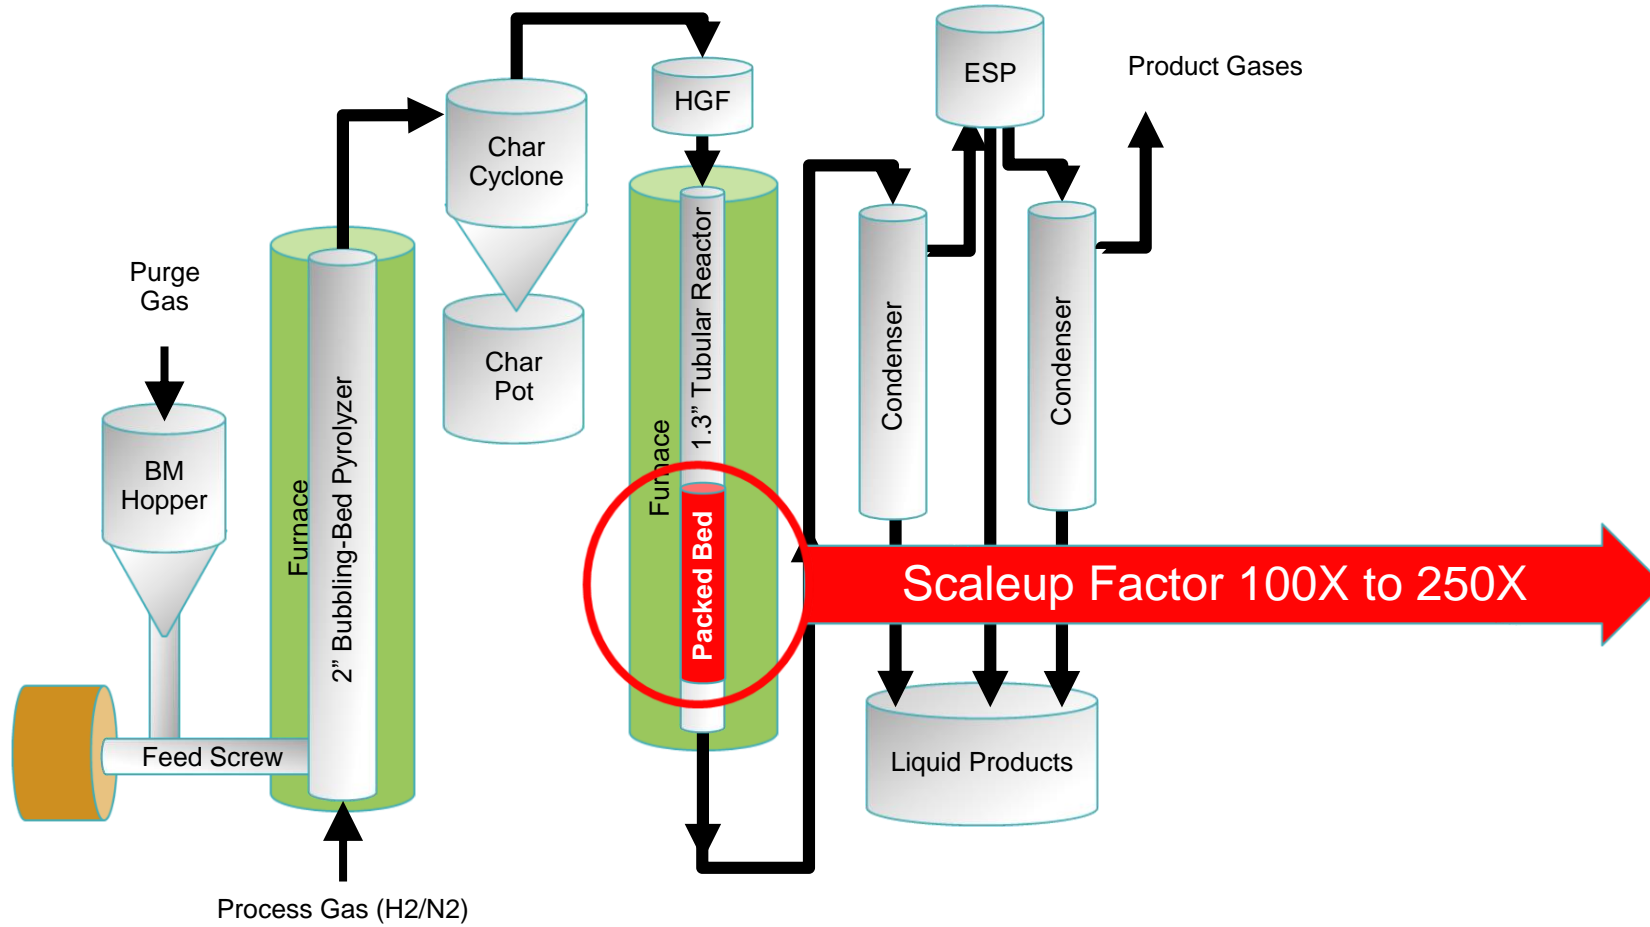 Purge
Gas
BM
Hopper
Feed Screw
Furnace
2” Bubbling-Bed Pyrolyzer
Process Gas (H2/N2)
Char
Cyclone
Char
Pot
HGF
Furnace
1.3” Tubular Reactor
Packed Bed
Condenser
ESP
Condenser
Product Gases
Scaleup Factor 100X to 250X
Liquid Products